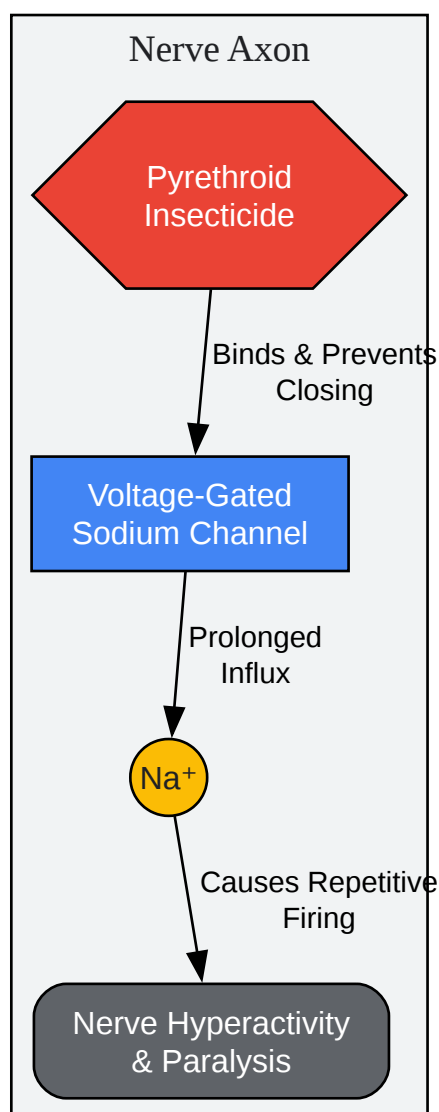 Nerve Axon
Pyrethroid
Insecticide
Binds & Prevents
Closing
Voltage-Gated
Sodium Channel
Prolonged
Influx
Na⁺
Causes Repetitive
Firing
Nerve Hyperactivity
& Paralysis